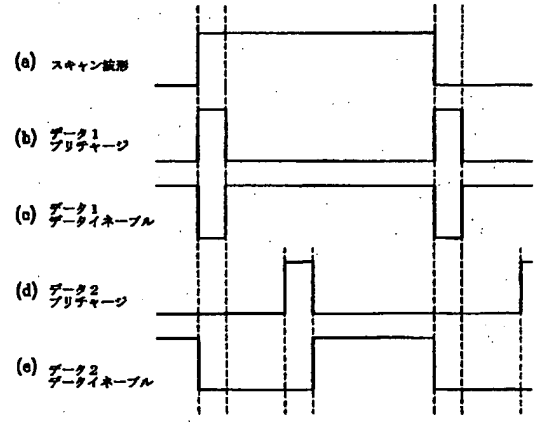 (a) スキャン波形
(b) データ1
プリチャージ
(c) データ1
データイネーブル
(d) データ2
プリチャージ
(e) データ2
データイネーブル